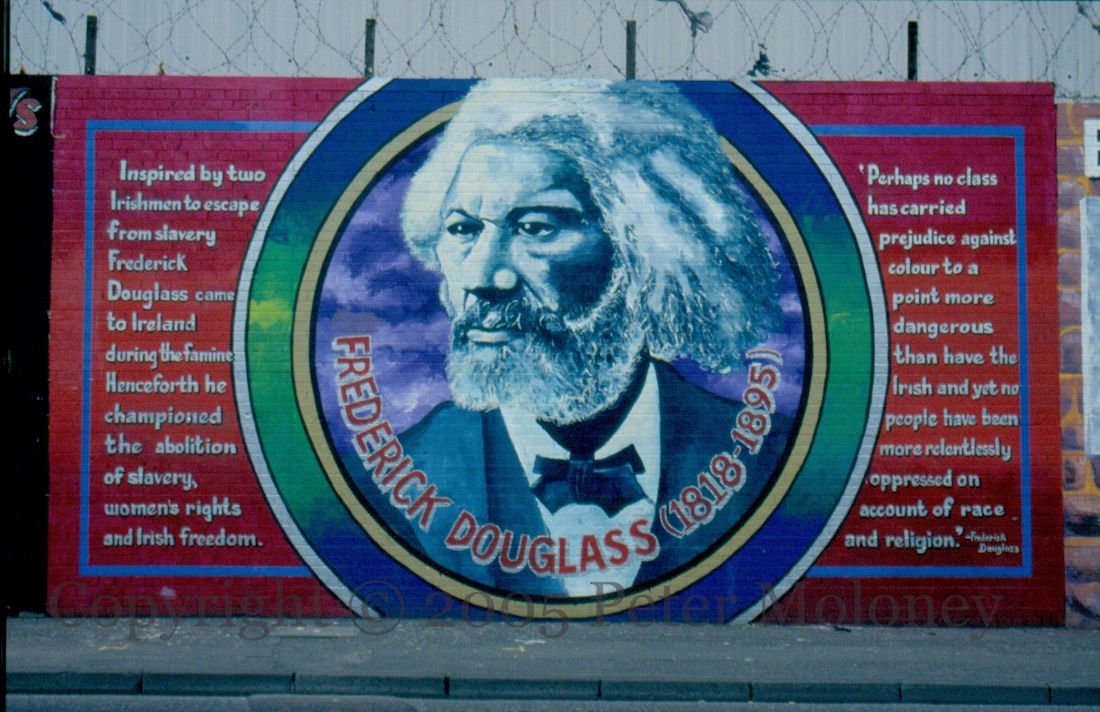 Inspired by two
Irishmen to escape
from slavery
Frederick
Douglass came
to Ireland
during the famine
Henceforth he
championed
the abolition
of slavery,
women's rights
and Irish freedom.
FREDERICK DOUGLASS (1818-1895)
'Perhaps no class
has carried
prejudice against
colour to a
point more
dangerous
than have the
Irish and yet no
people have been
more relentlessly
oppressed on
account of race
and religion.' -Frederick
Douglass
Copyright © 2005 Peter Moloney